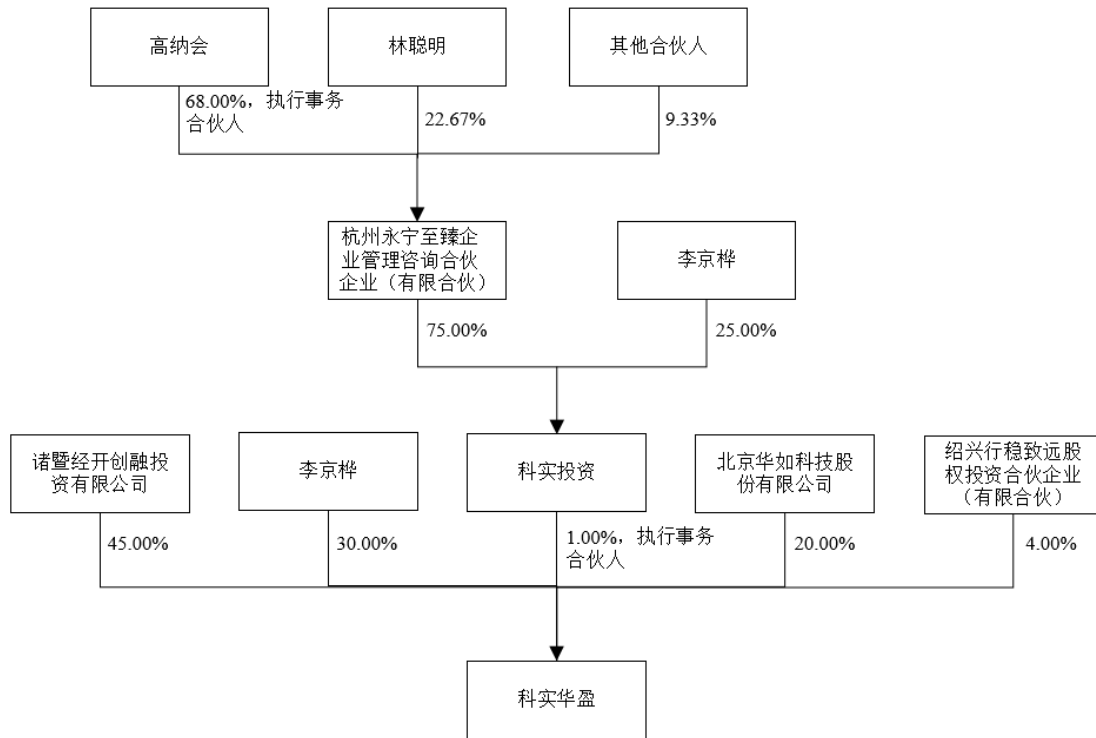 高纳会
林聪明
其他合伙人
68.00%，执行事务
合伙人
22.67%
9.33%
杭州永宁至臻企
业管理咨询合伙
企业（有限合伙）
李京桦
75.00%
25.00%
诸暨经开创融投
资有限公司
李京桦
科实投资
北京华如科技股
份有限公司
绍兴行稳致远股
权投资合伙企业
（有限合伙）
45.00%
30.00%
1.00%，执行事务
合伙人
20.00%
4.00%
科实华盈